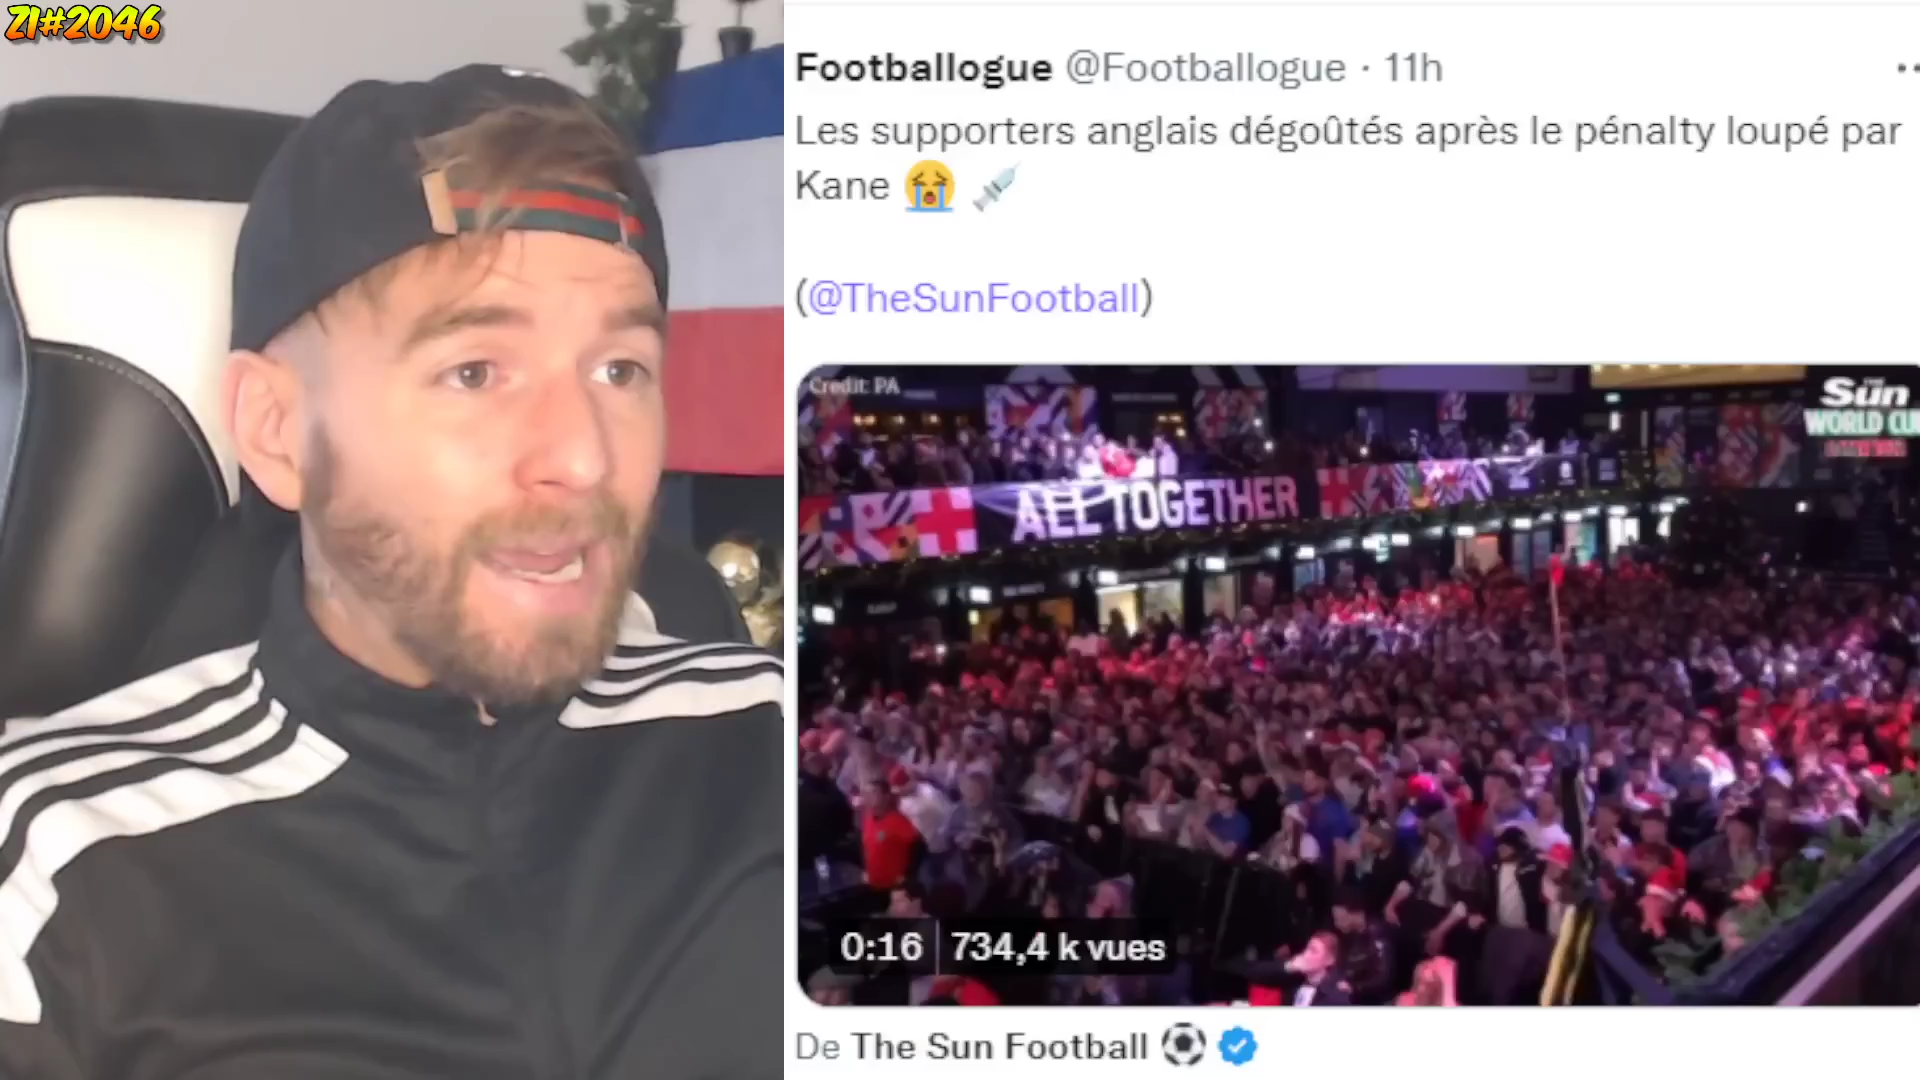 ZI#2046
Footballogue @Footballogue · 11h
Les supporters anglais dégoûtés après le pénalty loupé par
Kane 😭 💉
(@TheSunFootball)
Credit: PA
THE
Sun
WORLD CU
ALL TOGETHER
0:16 | 734,4 k vues
De The Sun Football ⚽